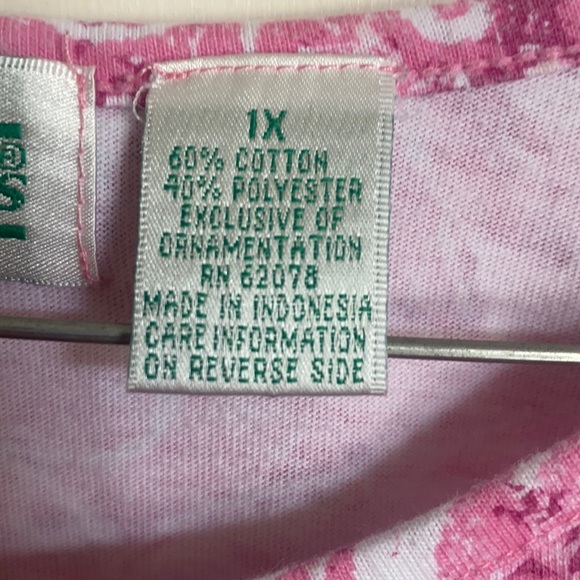 1X
60% COTTON
40% POLYESTER
EXCLUSIVE OF
ORNAMENTATION
RN 62078
MADE IN INDONESIA
CARE INFORMATION
ON REVERSE SIDE